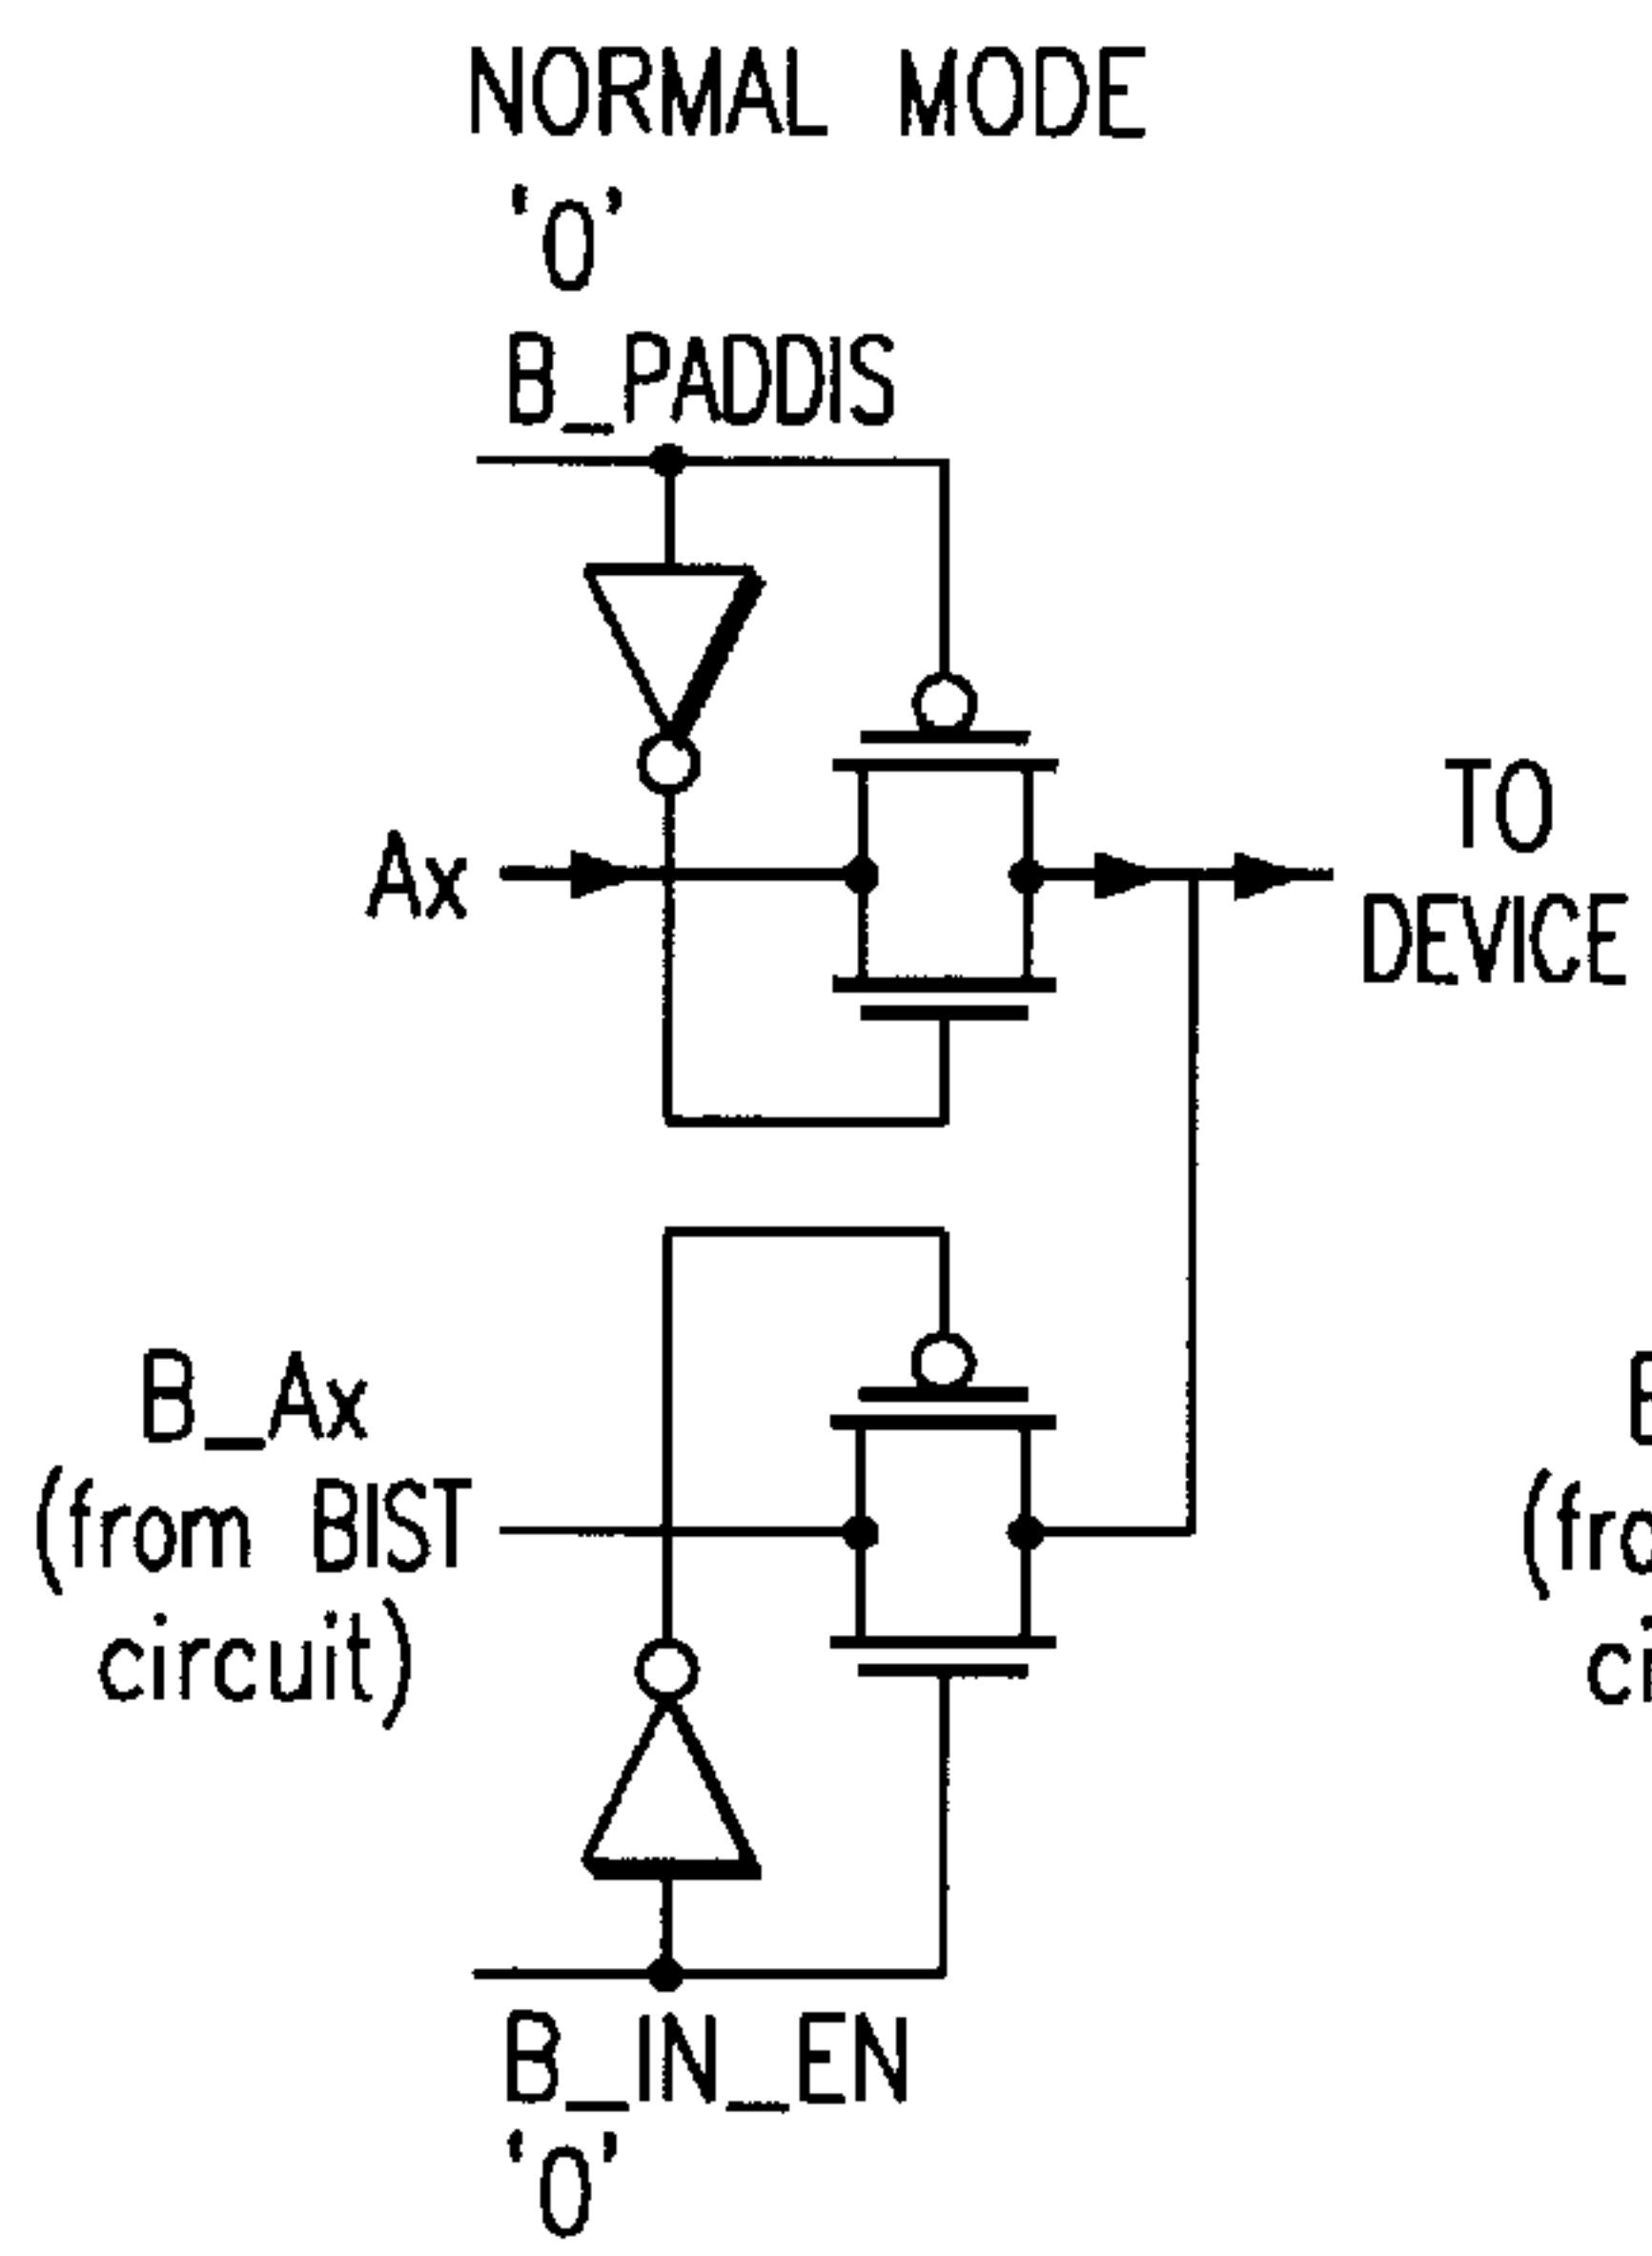 NORMAL MODE
'0'
B_PADDIS
Ax
TO
DEVICE
B_Ax
(from BIST
circuit)
B_IN_EN
'0'